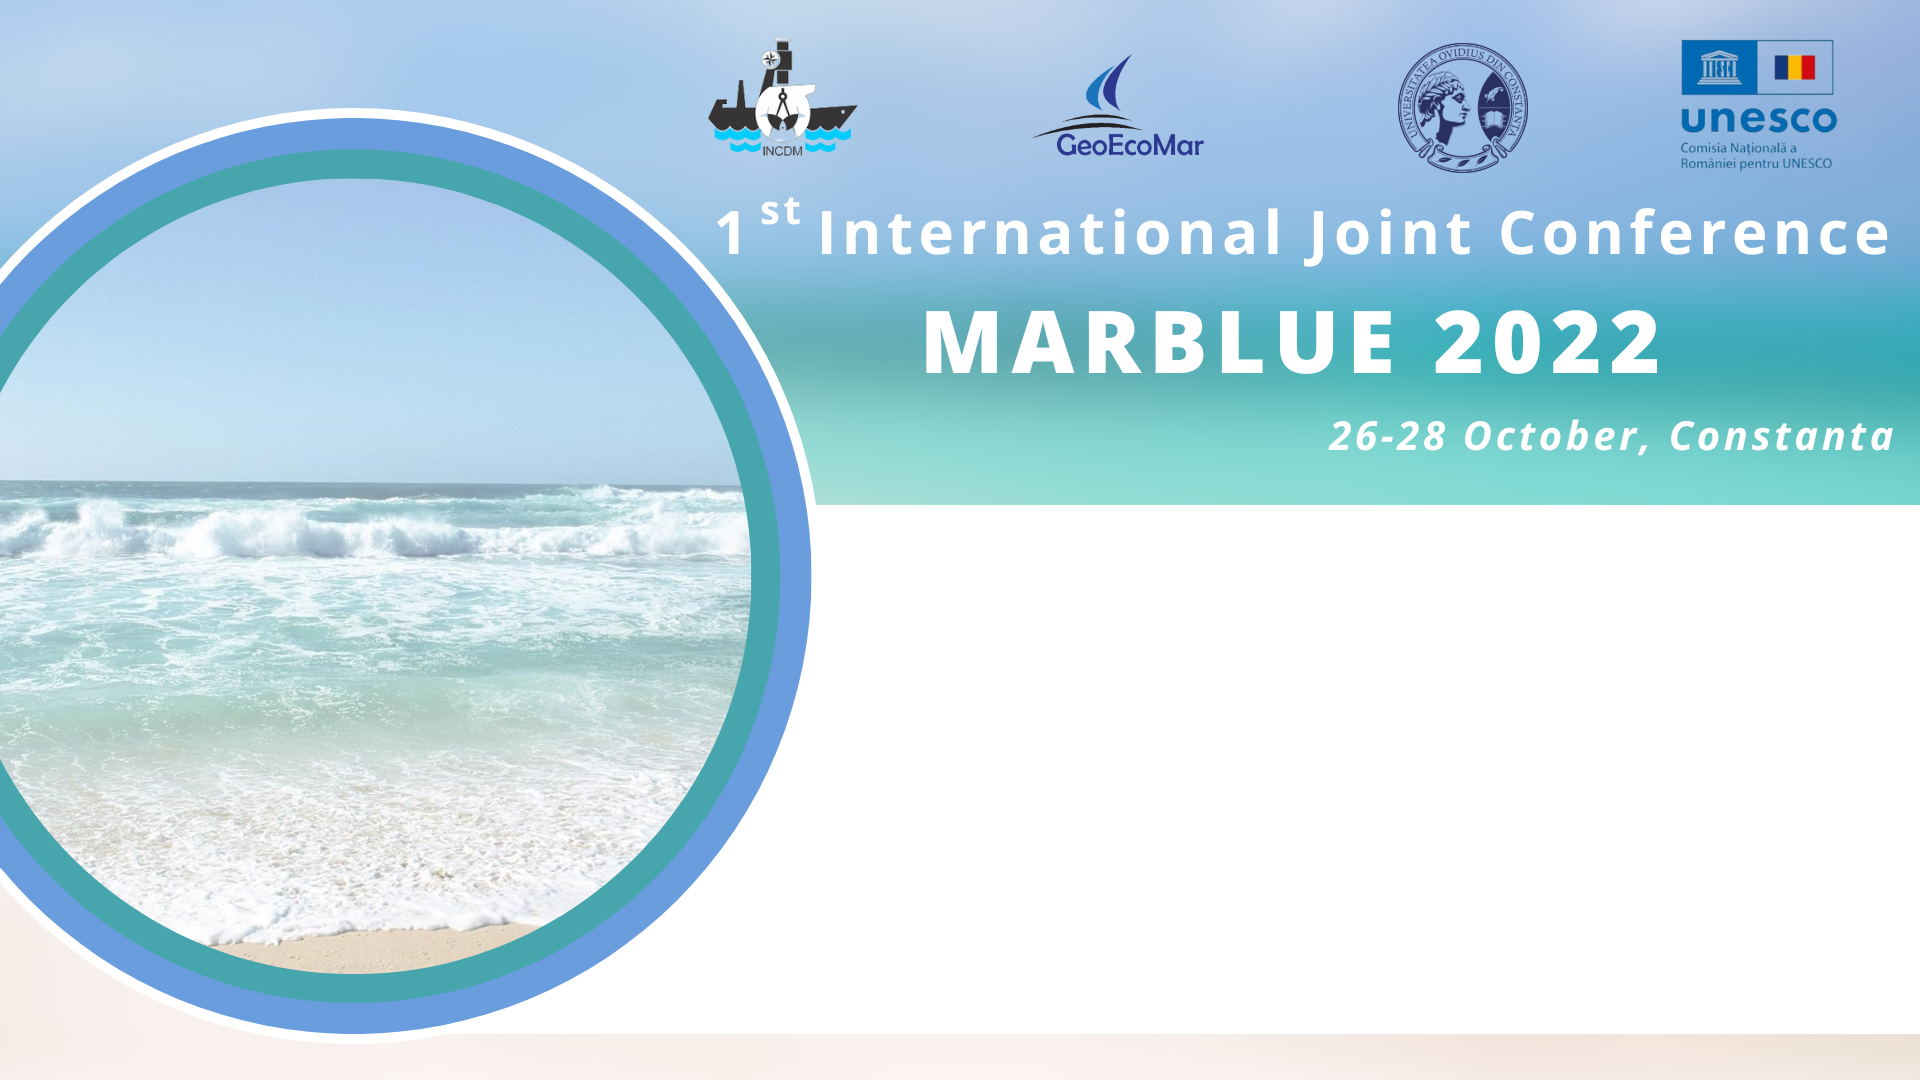 INCDM
GeoEcoMar
UNIVERSITATEA OVIDIUS DIN CONSTANTA
unesco
Comisia Națională a
României pentru UNESCO
1st International Joint Conference
MARBLUE 2022
26-28 October, Constanta